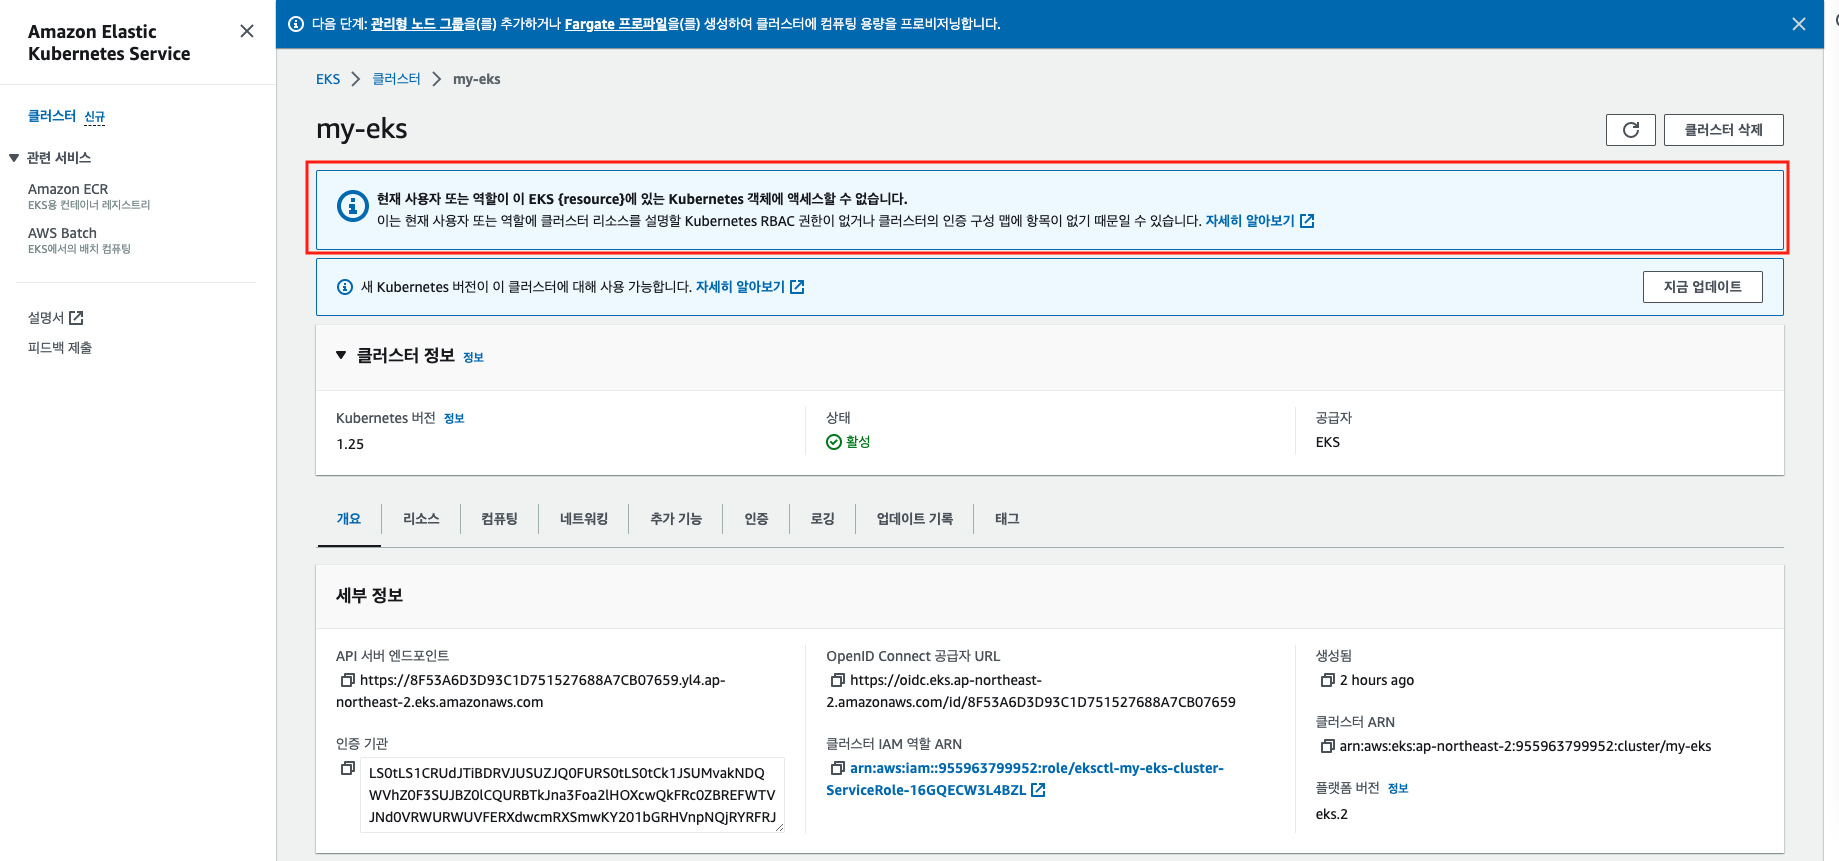 Amazon Elastic
Kubernetes Service
클러스터 신규
관련 서비스
Amazon ECR
EKS용 컨테이너 레지스트리
AWS Batch
EKS에서의 배치 컴퓨팅
설명서
피드백 제출
다음 단계: 관리형 노드 그룹을(를) 추가하거나 Fargate 프로파일을(를) 생성하여 클러스터에 컴퓨팅 용량을 프로비저닝합니다.
EKS 클러스터 my-eks
my-eks
클러스터 삭제
현재 사용자 또는 역할이 이 EKS {resource}에 있는 Kubernetes 객체에 액세스할 수 없습니다.
이는 현재 사용자 또는 역할에 클러스터 리소스를 설명할 Kubernetes RBAC 권한이 없거나 클러스터의 인증 구성 맵에 항목이 없기 때문일 수 있습니다. 자세히 알아보기
새 Kubernetes 버전이 이 클러스터에 대해 사용 가능합니다. 자세히 알아보기
지금 업데이트
클러스터 정보 정보
Kubernetes 버전 정보
1.25
상태
활성
공급자
EKS
개요 리소스 컴퓨팅 네트워킹 추가 기능 인증 로깅 업데이트 기록 태그
세부 정보
API 서버 엔드포인트
https://8F53A6D3D93C1D751527688A7CB07659.yl4.ap-
northeast-2.eks.amazonaws.com
인증 기관
LS0tLS1CRUdJTiBDRVJUSUZJQ0FURS0tLS0tCk1JSUMvakNDQ
WVhZ0F3SUJBZ0lCQURBTkJna3Foa2lHOXcwQkFRc0ZBREFWTV
JNd0VRWURWUVFERXdwcmRXSmwKY201bGRHVnpNQjRYRFRJ
OpenID Connect 공급자 URL
https://oidc.eks.ap-northeast-
2.amazonaws.com/id/8F53A6D3D93C1D751527688A7CB07659
클러스터 IAM 역할 ARN
arn:aws:iam::955963799952:role/eksctl-my-eks-cluster-
ServiceRole-16GQECW3L4BZL
생성됨
2 hours ago
클러스터 ARN
arn:aws:eks:ap-northeast-2:955963799952:cluster/my-eks
플랫폼 버전 정보
eks.2